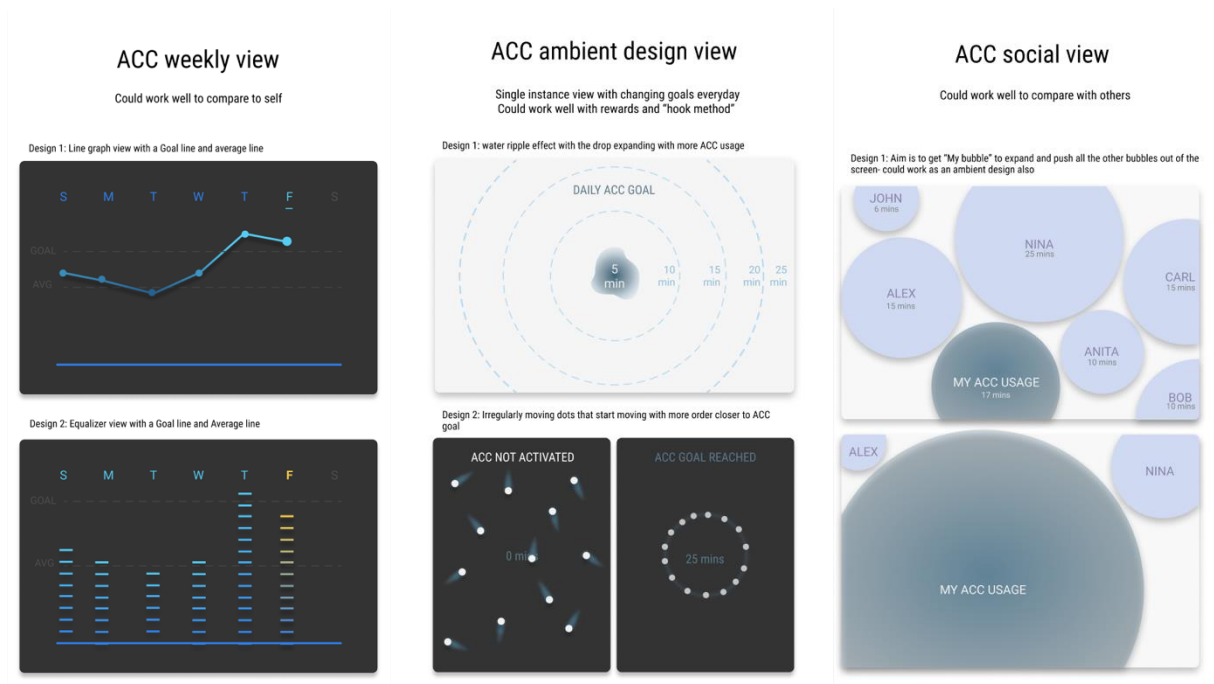 ACC weekly view
Could work well to compare to self
Design 1: Line graph view with a Goal line and average line
S M T W T F S
GOAL
AVG
Design 2: Equalizer view with a Goal line and Average line
S M T W T F S
GOAL
AVG
ACC ambient design view
Single instance view with changing goals everyday
Could work well with rewards and “hook method”
Design 1: water ripple effect with the drop expanding with more ACC usage
DAILY ACC GOAL
5 10 15 20 25
min min min min min
Design 2: Irregularly moving dots that start moving with more order closer to ACC
goal
ACC NOT ACTIVATED
0 mi
ACC GOAL REACHED
25 mins
ACC social view
Could work well to compare with others
Design 1: Aim is to get "My bubble" to expand and push all the other bubbles out of the
screen- could work as an ambient design also
JOHN
6 mins
NINA
25 mins
CARL
15 mins
ALEX
15 mins
ANITA
10 mins
MY ACC USAGE
17 mins
BOB
10 mins
ALEX
NINA
MY ACC USAGE